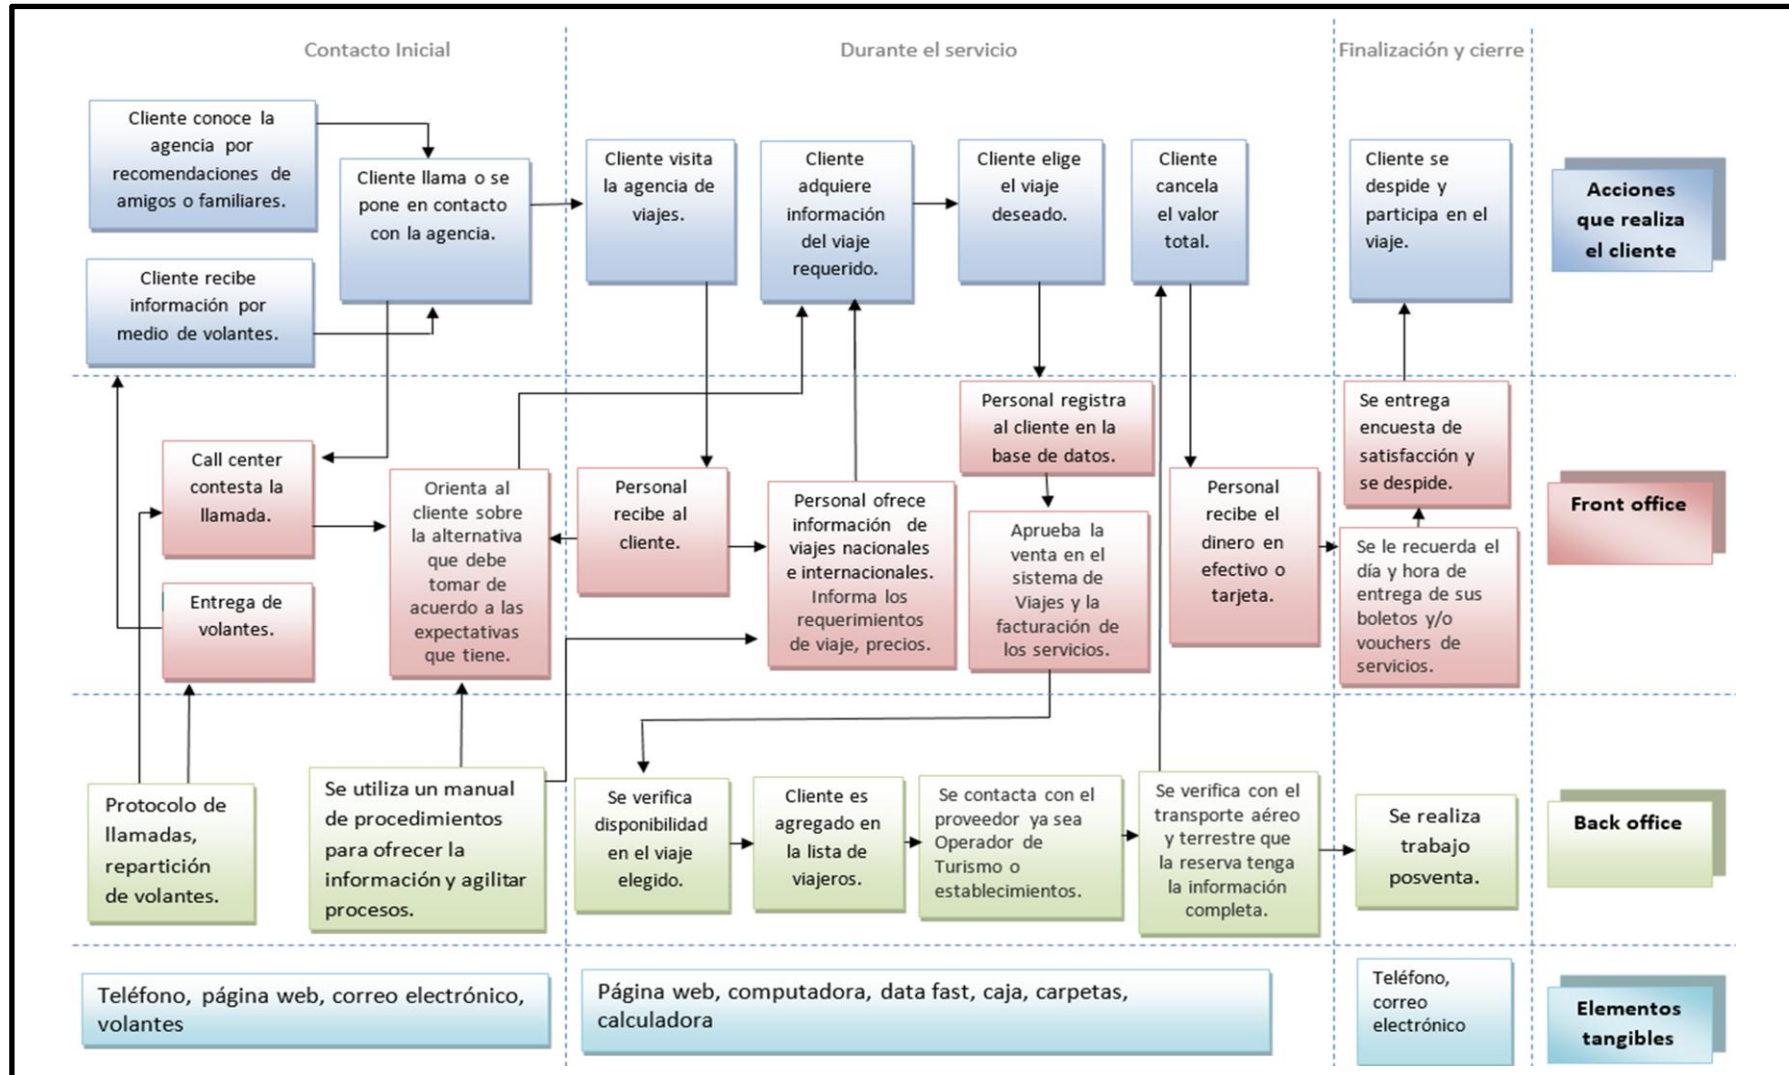 Contacto Inicial
Durante el servicio
Finalización y cierre
Cliente conoce la
agencia por
recomendaciones de
amigos o familiares.
Cliente llama o se
pone en contacto
con la agencia.
Cliente visita
la agencia de
viajes.
Cliente
adquiere
información
del viaje
requerido.
Cliente elige
el viaje
deseado.
Cliente
cancela
el valor
total.
Cliente se
despide y
participa en el
viaje.
Acciones
que realiza
el cliente
Cliente recibe
información por
medio de volantes.
Call center
contesta la
llamada.
Orienta al
cliente sobre
la alternativa
que debe
tomar de
acuerdo a las
expectativas
que tiene.
Personal
recibe al
cliente.
Personal ofrece
información de
viajes nacionales
e internacionales.
Informa los
requerimientos
de viaje, precios.
Personal registra
al cliente en la
base de datos.
Aprueba la
venta en el
sistema de
Viajes y la
facturación de
los servicios.
Personal
recibe el
dinero en
efectivo o
tarjeta.
Se entrega
encuesta de
satisfacción y
se despide.
Se le recuerda el
día y hora de
entrega de sus
boletos y/o
vouchers de
servicios.
Front office
Entrega de
volantes.
Protocolo de
llamadas,
repartición
de volantes.
Se utiliza un manual
de procedimientos
para ofrecer la
información y agilitar
procesos.
Se verifica
disponibilidad
en el viaje
elegido.
Cliente es
agregado en
la lista de
viajeros.
Se contacta con el
proveedor ya sea
Operador de
Turismo o
establecimientos.
Se verifica con el
transporte aéreo
y terrestre que
la reserva tenga
la información
completa.
Se realiza
trabajo
posventa.
Back office
Teléfono, página web, correo electrónico,
volantes
Página web, computadora, data fast, caja, carpetas,
calculadora
Teléfono,
correo
electrónico
Elementos
tangibles